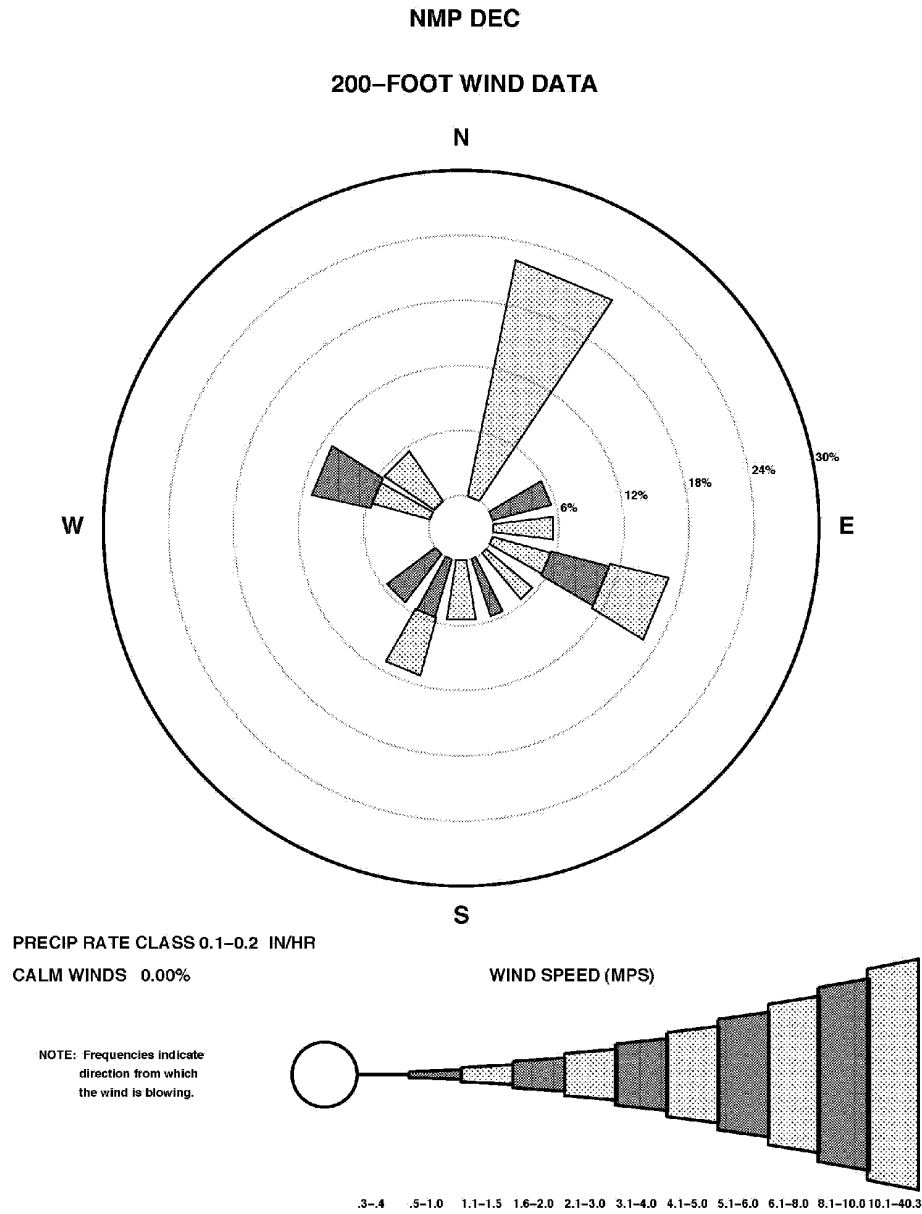 NMP DEC
200–FOOT WIND DATA
N
30%
24%
18%
12%
6%
W
E
S
PRECIP RATE CLASS 0.1–0.2 IN/HR
CALM WINDS 0.00%
WIND SPEED (MPS)
NOTE: Frequencies indicate
direction from which
the wind is blowing.
.3–.4 .5–1.0 1.1–1.5 1.6–2.0 2.1–3.0 3.1–4.0 4.1–5.0 5.1–6.0 6.1–8.0 8.1–10.0 10.1–40.3